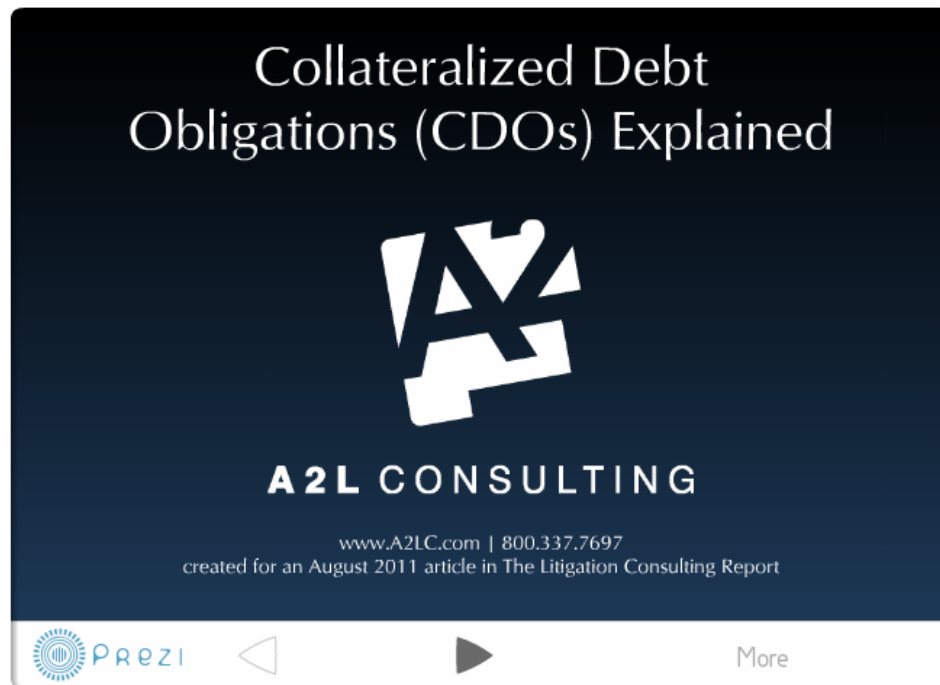 Collateralized Debt
Obligations (CDOs) Explained
A2L
A2L CONSULTING
www.A2LC.com | 800.337.7697
created for an August 2011 article in The Litigation Consulting Report
Prezi
More